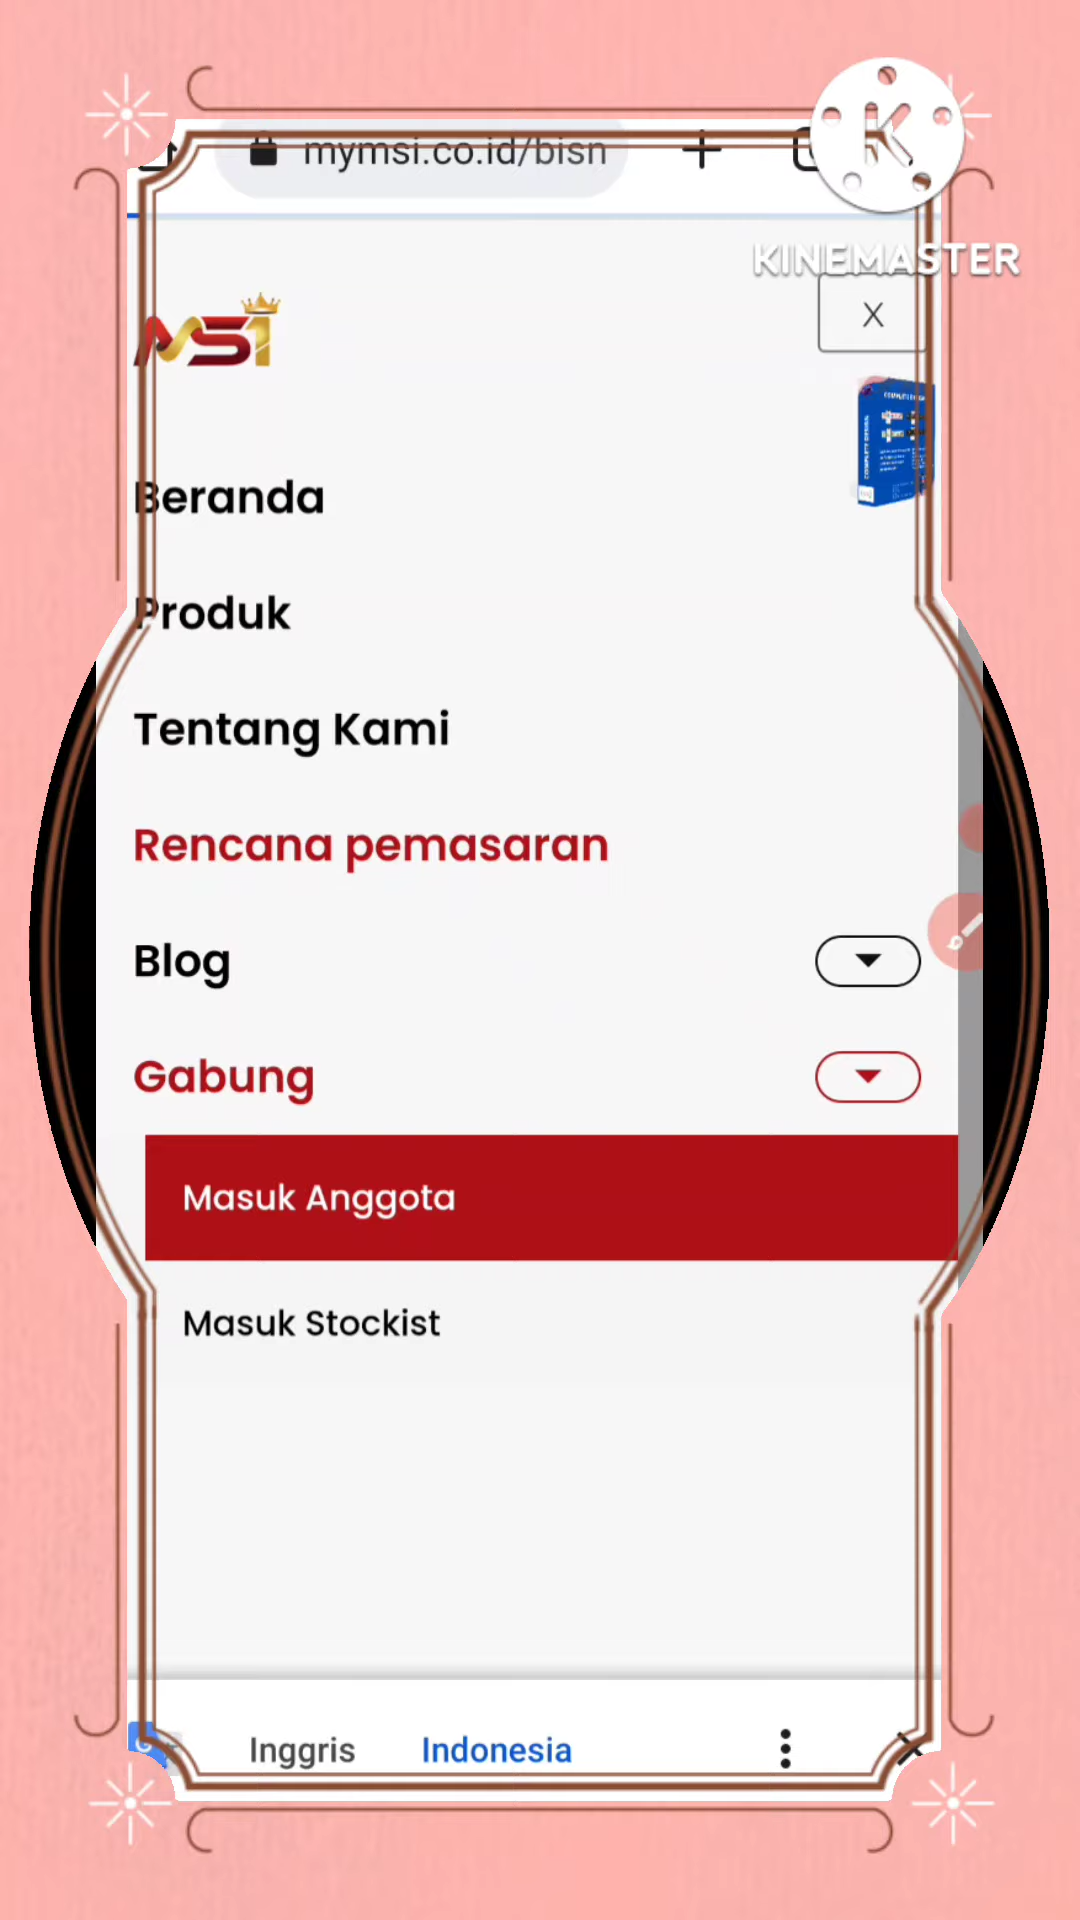 mymsi.co.id/bisn
KINEMASTER
MSI
X
Beranda
Produk
Tentang Kami
Rencana pemasaran
Blog
Gabung
Masuk Anggota
Masuk Stockist
Inggris
Indonesia